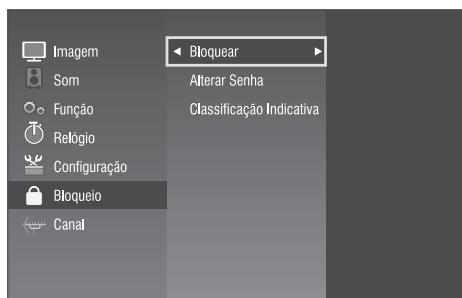 Imagem
Som
Função
Relógio
Configuração
Bloqueio
Canal
Bloquear
Alterar Senha
Classificação Indicativa